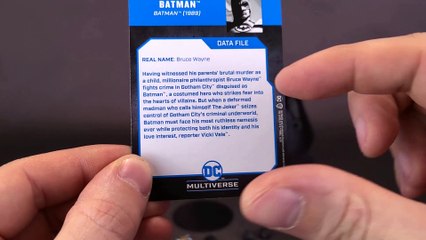 BATMAN™
BATMAN™ (1989)
DATA FILE
REAL NAME: Bruce Wayne
Having witnessed his parents' brutal murder as
a child, millionaire philanthropist Bruce Wayne™
fights crime in Gotham City™ disguised as
Batman™, a costumed hero who strikes fear into
the hearts of villains. But when a deformed
madman who calls himself The Joker™ seizes
control of Gotham City's criminal underworld,
Batman must face his most ruthless nemesis
ever while protecting both his identity and his
love interest, reporter Vicki Vale™.
DC
MULTIVERSE